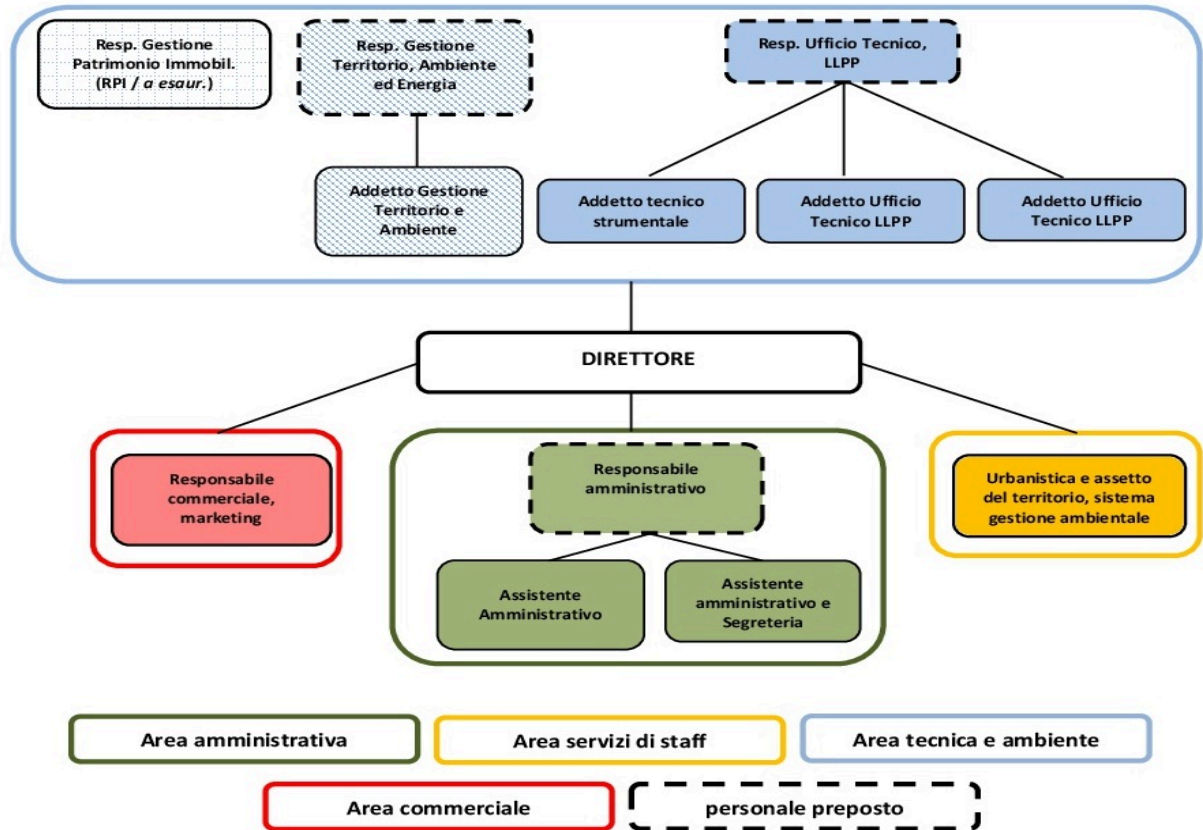 Resp. Gestione
Patrimonio Immobil.
(RPI / a esaur.)
Resp. Gestione
Territorio, Ambiente
ed Energia
Resp. Ufficio Tecnico,
LLPP
Addetto Gestione
Territorio e
Ambiente
Addetto tecnico
strumentale
Addetto Ufficio
Tecnico LLPP
Addetto Ufficio
Tecnico LLPP
DIRETTORE
Responsabile
commerciale,
marketing
Responsabile
amministrativo
Urbanistica e assetto
del territorio, sistema
gestione ambientale
Assistente
Amministrativo
Assistente
amministrativo e
Segreteria
Area amministrativa
Area servizi di staff
Area tecnica e ambiente
Area commerciale
personale preposto